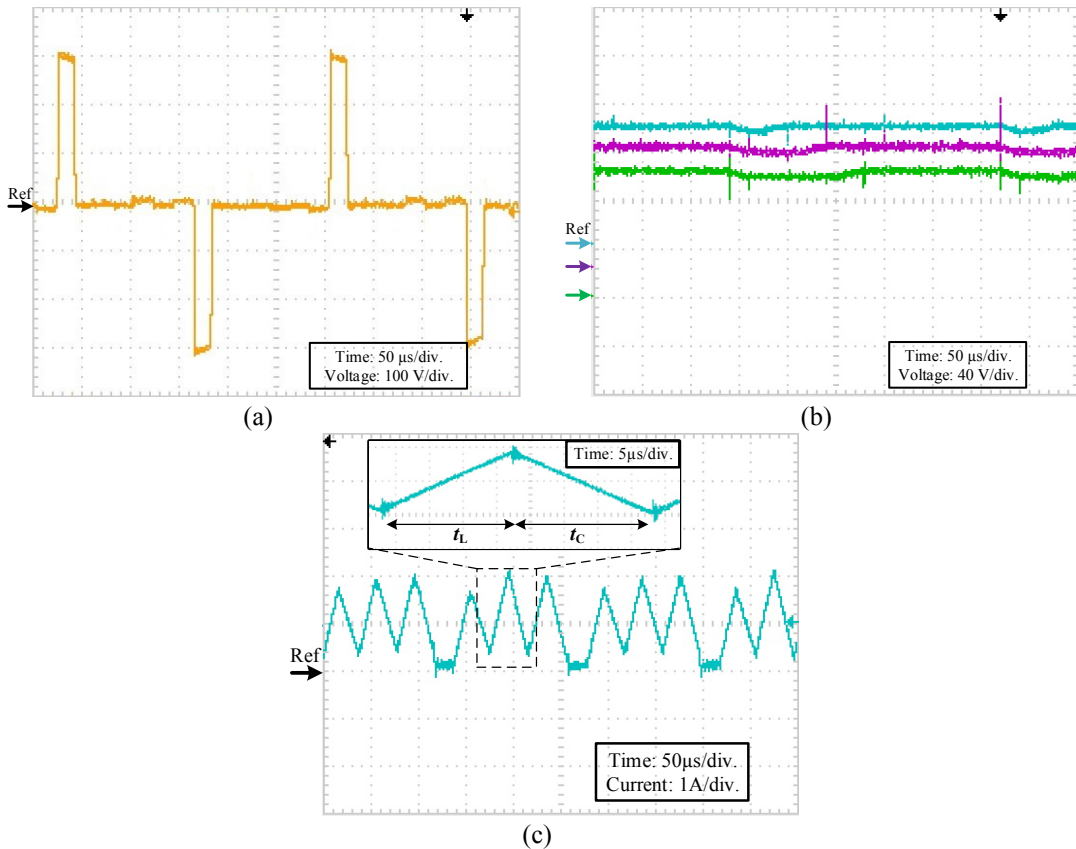 Ref
Time: 50 μs/div.
Voltage: 100 V/div.
(a)
Ref
Time: 50 μs/div.
Voltage: 40 V/div.
(b)
Time: 5μs/div.
tL
tC
Ref
Time: 50μs/div.
Current: 1A/div.
(c)